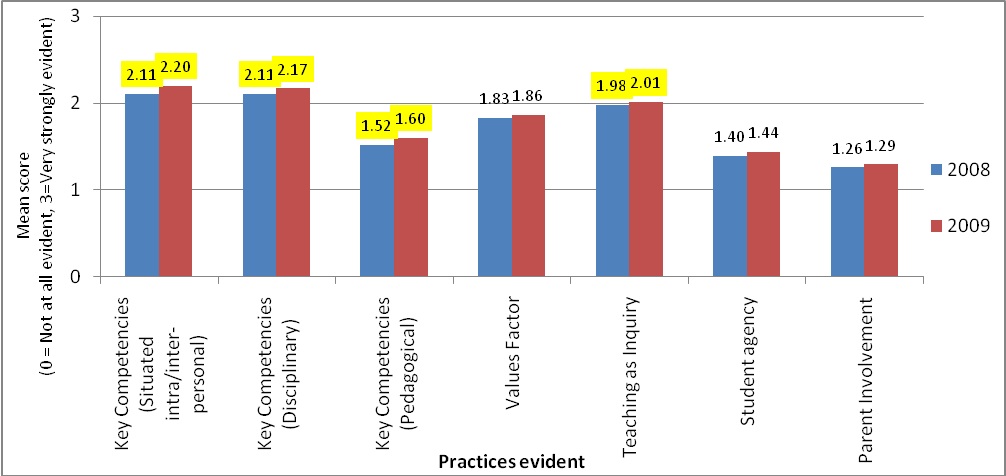 3
2
1
0
Mean score
(0 = Not at all evident, 3=Very strongly evident)
2.11
2.20
2.11
2.17
1.52
1.60
1.83
1.86
1.98
2.01
1.40
1.44
1.26
1.29
2008
2009
Key Competencies
(Situated
intra/inter-
personal)
Key Competencies
(Disciplinary)
Key Competencies
(Pedagogical)
Values Factor
Teaching as Inquiry
Student agency
Parent Involvement
Practices evident